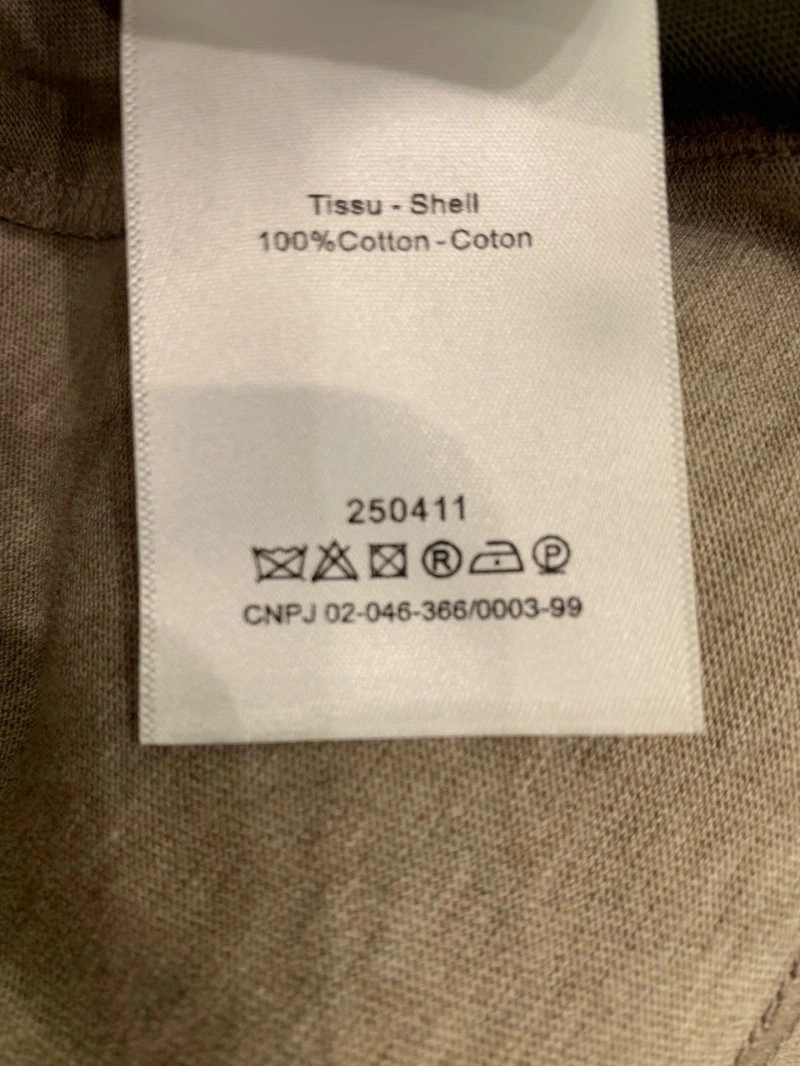 Tissu - Shell
100%Cotton-Coton
250411
R P
CNPJ 02-046-366/0003-99